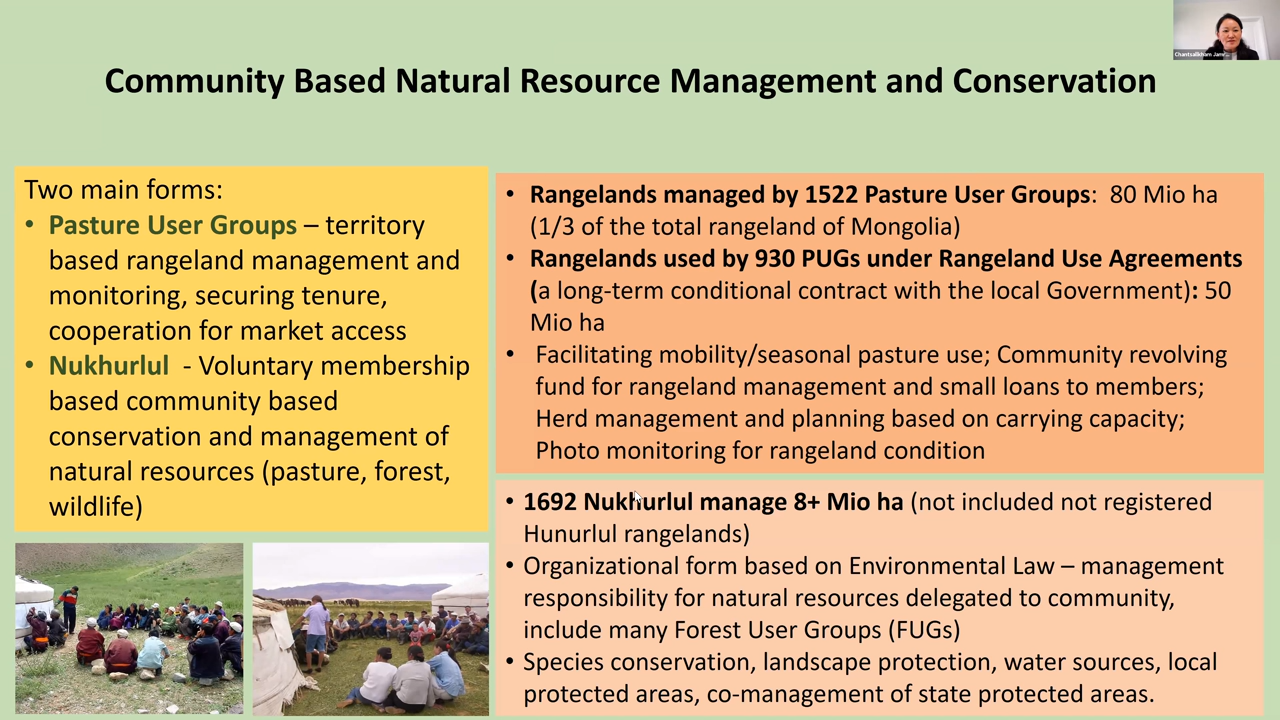 Community Based Natural Resource Management and Conservation
Two main forms:
• Pasture User Groups – territory
based rangeland management and
monitoring, securing tenure,
cooperation for market access
• Nukhurlul - Voluntary membership
based community based
conservation and management of
natural resources (pasture, forest,
wildlife)
• Rangelands managed by 1522 Pasture User Groups: 80 Mio ha
(1/3 of the total rangeland of Mongolia)
• Rangelands used by 930 PUGs under Rangeland Use Agreements
(a long-term conditional contract with the local Government): 50
Mio ha
• Facilitating mobility/seasonal pasture use; Community revolving
fund for rangeland management and small loans to members;
Herd management and planning based on carrying capacity;
Photo monitoring for rangeland condition
• 1692 Nukhurlul manage 8+ Mio ha (not included not registered
Hunurlul rangelands)
• Organizational form based on Environmental Law – management
responsibility for natural resources delegated to community,
include many Forest User Groups (FUGs)
• Species conservation, landscape protection, water sources, local
protected areas, co-management of state protected areas.